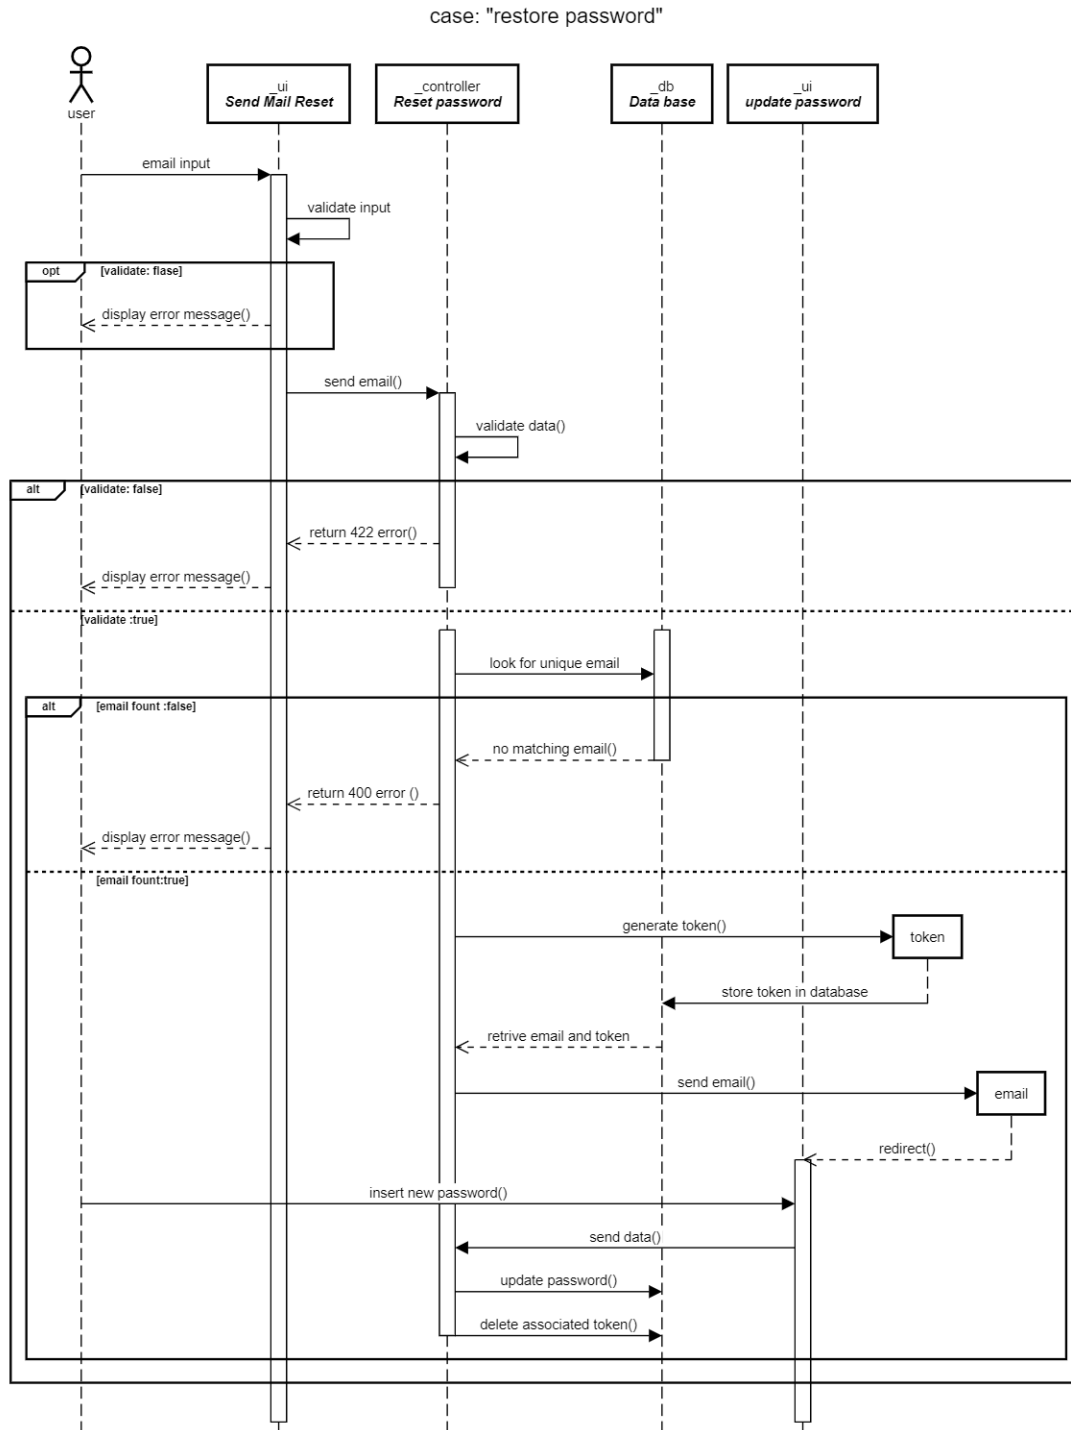 case: "restore password"
user
_ui
Send Mail Reset
_controller
Reset password
_db
Data base
_ui
update password
email input
validate input
opt
[validate: flase]
display error message()
send email()
validate data()
alt
[validate: false]
return 422 error()
display error message()
[validate :true]
look for unique email
alt
[email fount :false]
no matching email()
return 400 error ()
display error message()
[email fount:true]
generate token()
token
store token in database
retrive email and token
send email()
email
redirect()
insert new password()
send data()
update password()
delete associated token()